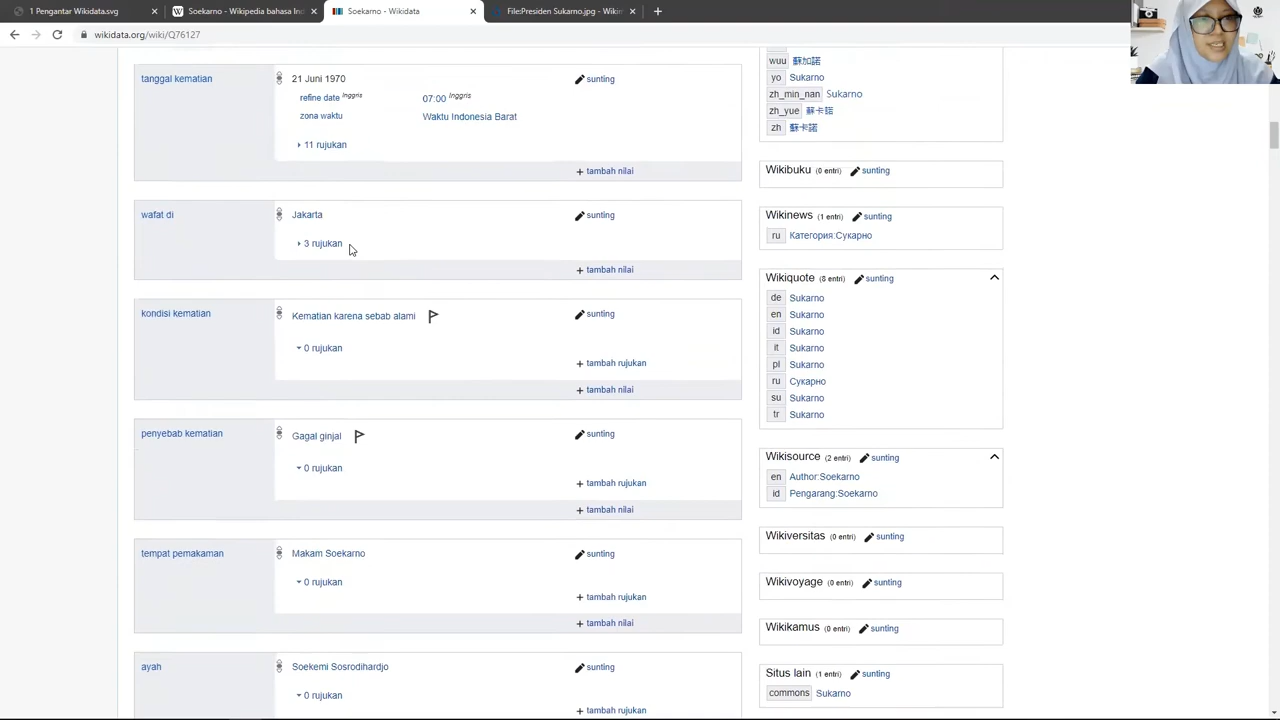 1 Pengantar Wikidata.svg
Soekarno - Wikipedia bahasa Ind
Soekarno - Wikidata
File:Presiden Sukarno.jpg - Wikim
wikidata.org/wiki/Q76127
tanggal kematian
21 Juni 1970
sunting
refine date Inggris
07:00 Inggris
zona waktu
Waktu Indonesia Barat
11 rujukan
+ tambah nilai
wafat di
Jakarta
sunting
3 rujukan
+ tambah nilai
kondisi kematian
Kematian karena sebab alami
sunting
0 rujukan
+ tambah rujukan
+ tambah nilai
penyebab kematian
Gagal ginjal
sunting
0 rujukan
+ tambah rujukan
+ tambah nilai
tempat pemakaman
Makam Soekarno
sunting
0 rujukan
+ tambah rujukan
+ tambah nilai
ayah
Soekemi Sosrodihardjo
sunting
0 rujukan
+ tambah rujukan
wuu 蘇加諾
yo Sukarno
zh_min_nan Sukarno
zh_yue 蘇卡諾
zh 蘇卡諾
Wikibuku (0 entri) sunting
Wikinews (1 entri) sunting
ru Категория:Сукарно
Wikiquote (8 entri) sunting
de Sukarno
en Sukarno
id Sukarno
it Sukarno
pl Sukarno
ru Сукарно
su Sukarno
tr Sukarno
Wikisource (2 entri) sunting
en Author:Soekarno
id Pengarang:Soekarno
Wikiversitas (0 entri) sunting
Wikivoyage (0 entri) sunting
Wikikamus (0 entri) sunting
Situs lain (1 entri) sunting
commons Sukarno